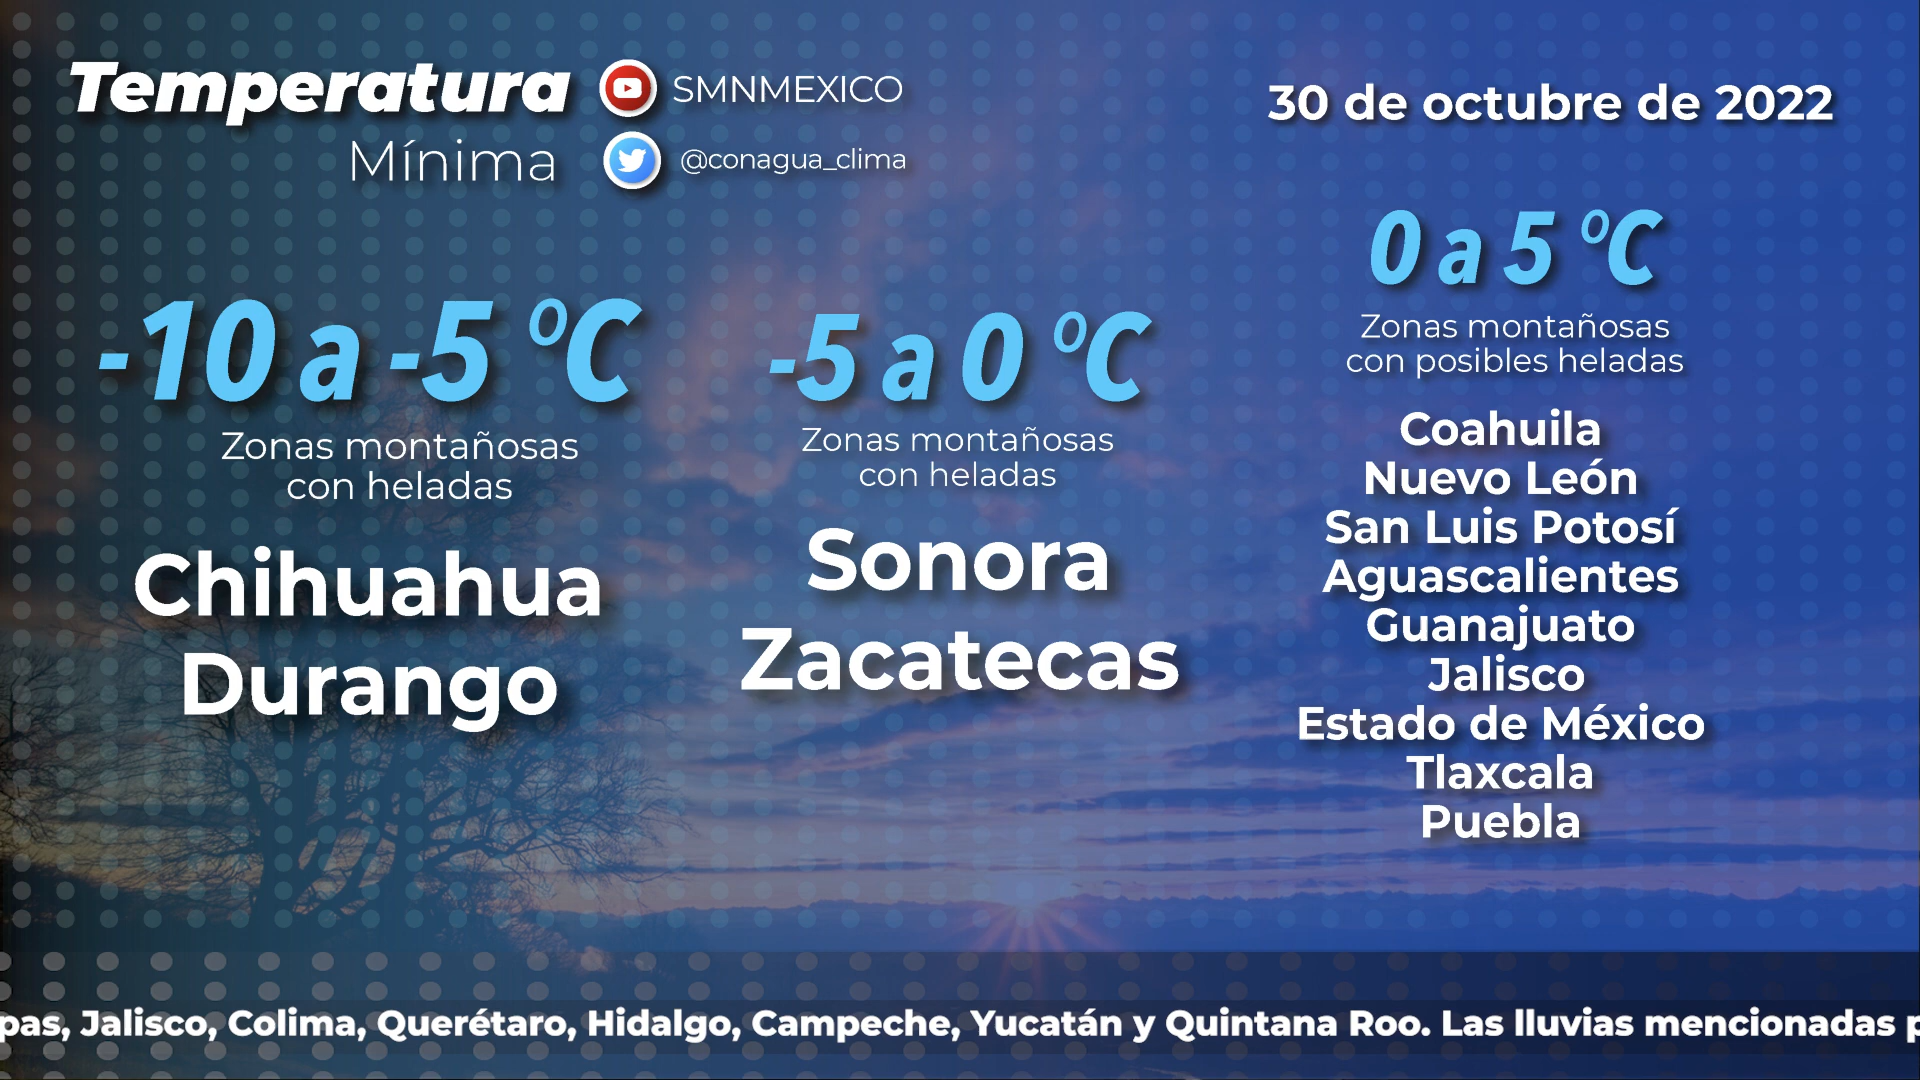 Temperatura
Mínima
SMNMEXICO
@conagua_clima
30 de octubre de 2022
-10 a -5 °C
Zonas montañosas
con heladas
Chihuahua
Durango
-5 a 0 °C
Zonas montañosas
con heladas
Sonora
Zacatecas
0 a 5 °C
Zonas montañosas
con posibles heladas
Coahuila
Nuevo León
San Luis Potosí
Aguascalientes
Guanajuato
Jalisco
Estado de México
Tlaxcala
Puebla
pas, Jalisco, Colima, Querétaro, Hidalgo, Campeche, Yucatán y Quintana Roo. Las lluvias mencionadas p